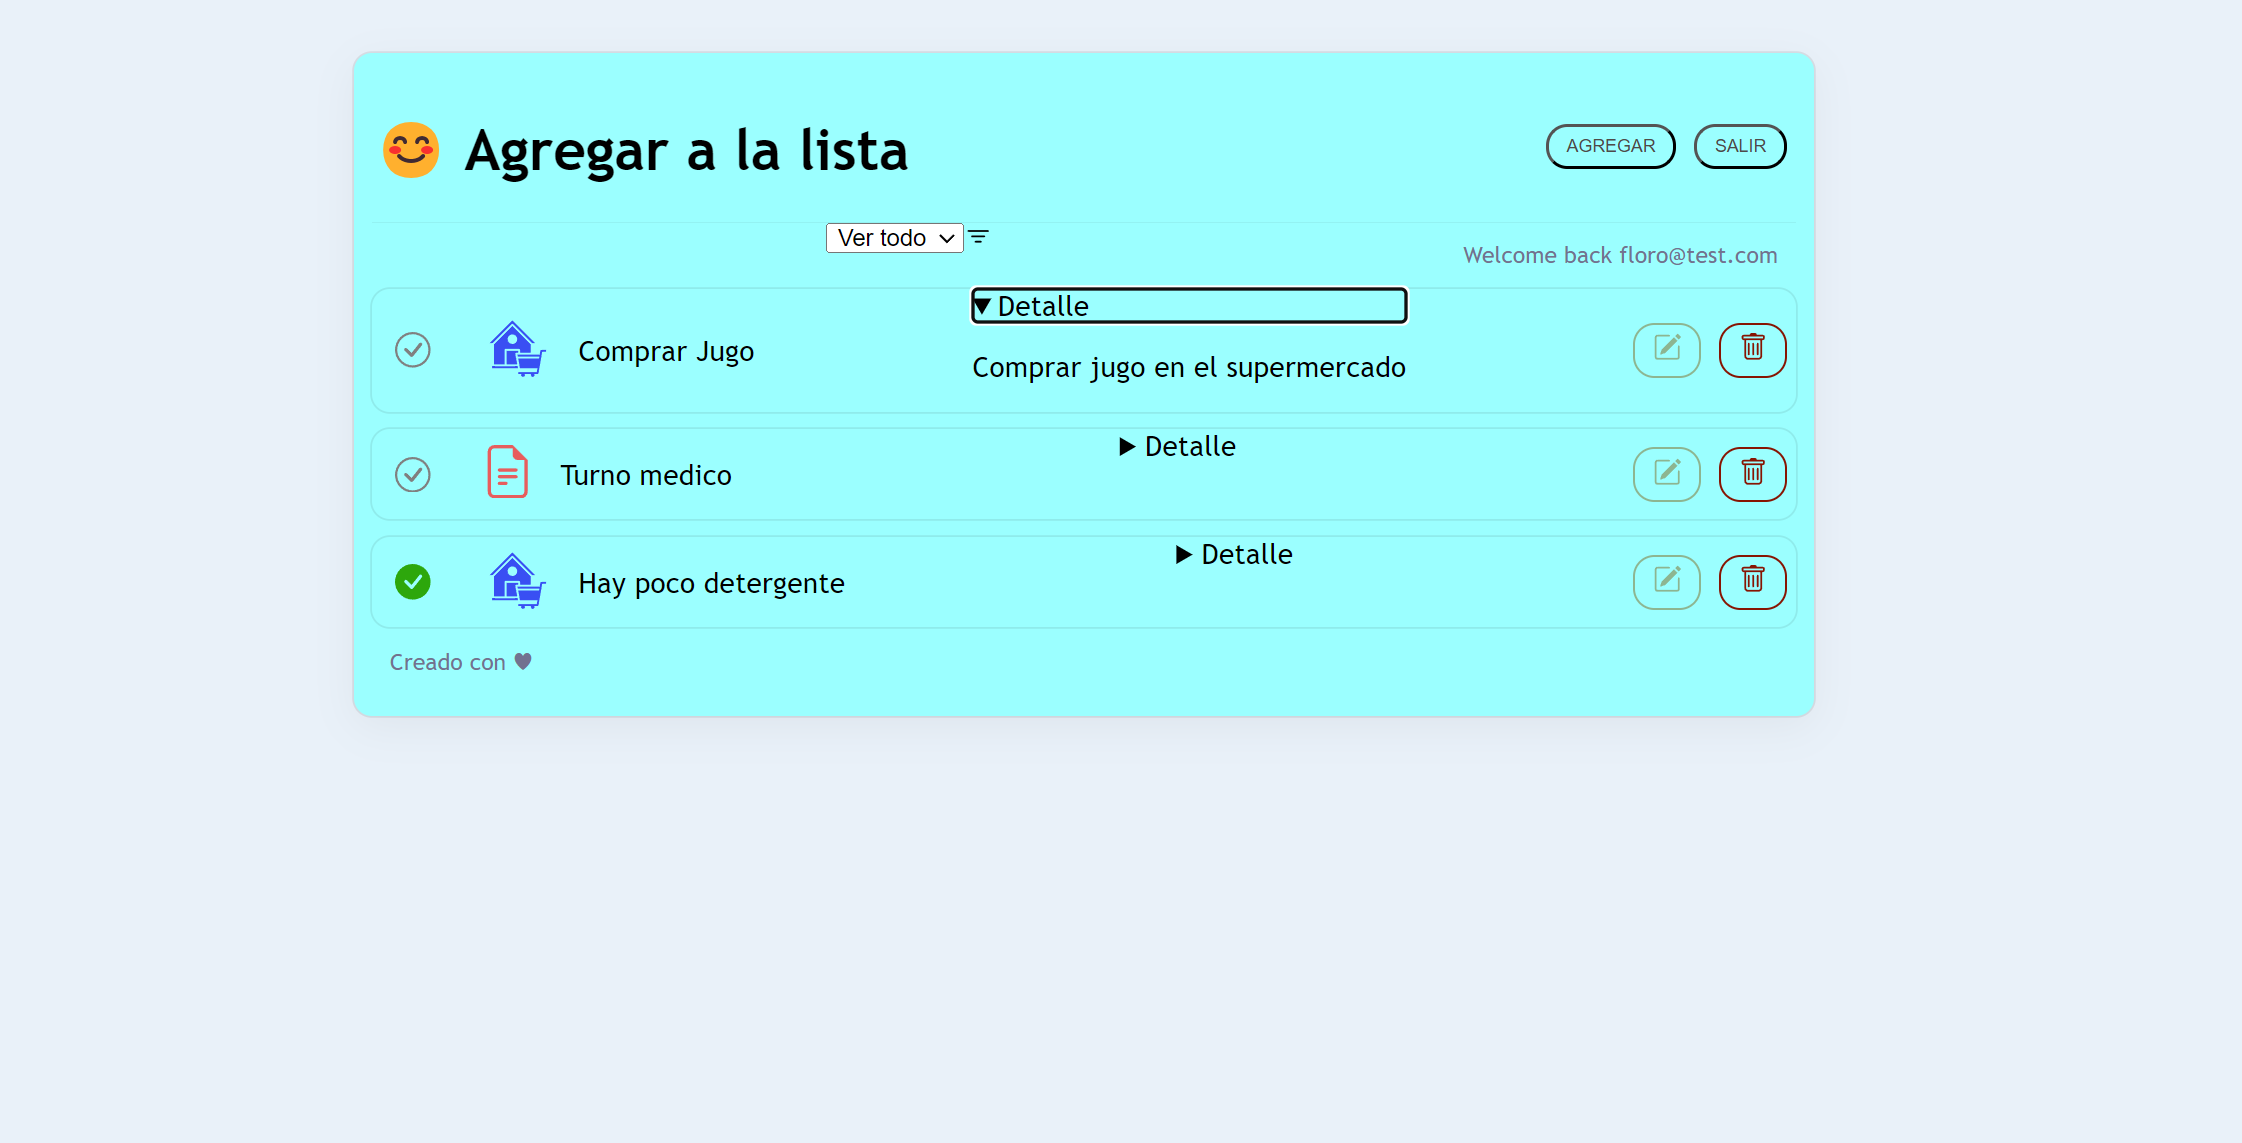 Agregar a la lista
AGREGAR
SALIR
Ver todo
Welcome back floro@test.com
Comprar Jugo
Detalle
Comprar jugo en el supermercado
Turno medico
Detalle
Hay poco detergente
Detalle
Creado con